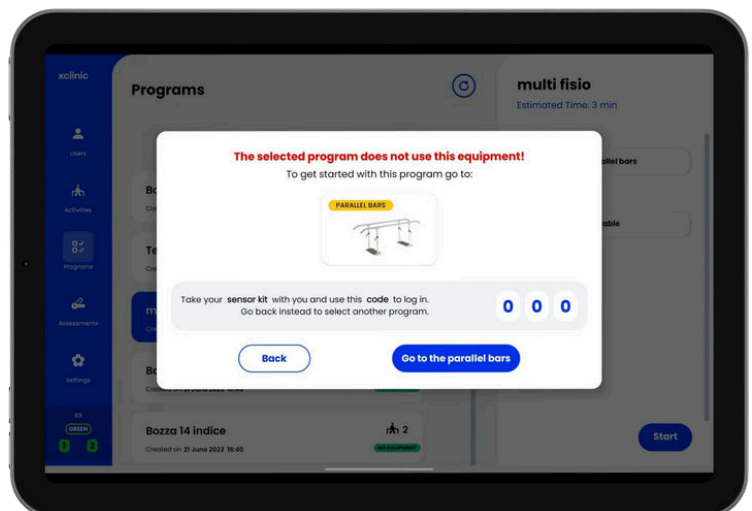 xclinic
Users
Activities
Programs
Assessments
Settings
Kit
GREEN
1 2
Programs
Bozza 14 indice
2
Created on 21 June 2023 16:40
NO EQUIPMENT
multi fisio
Estimated Time: 3 min
Start
The selected program does not use this equipment!
To get started with this program go to:
PARALLEL BARS
Take your sensor kit with you and use this code to log in.
Go back instead to select another program.
0 0 0
Back
Go to the parallel bars